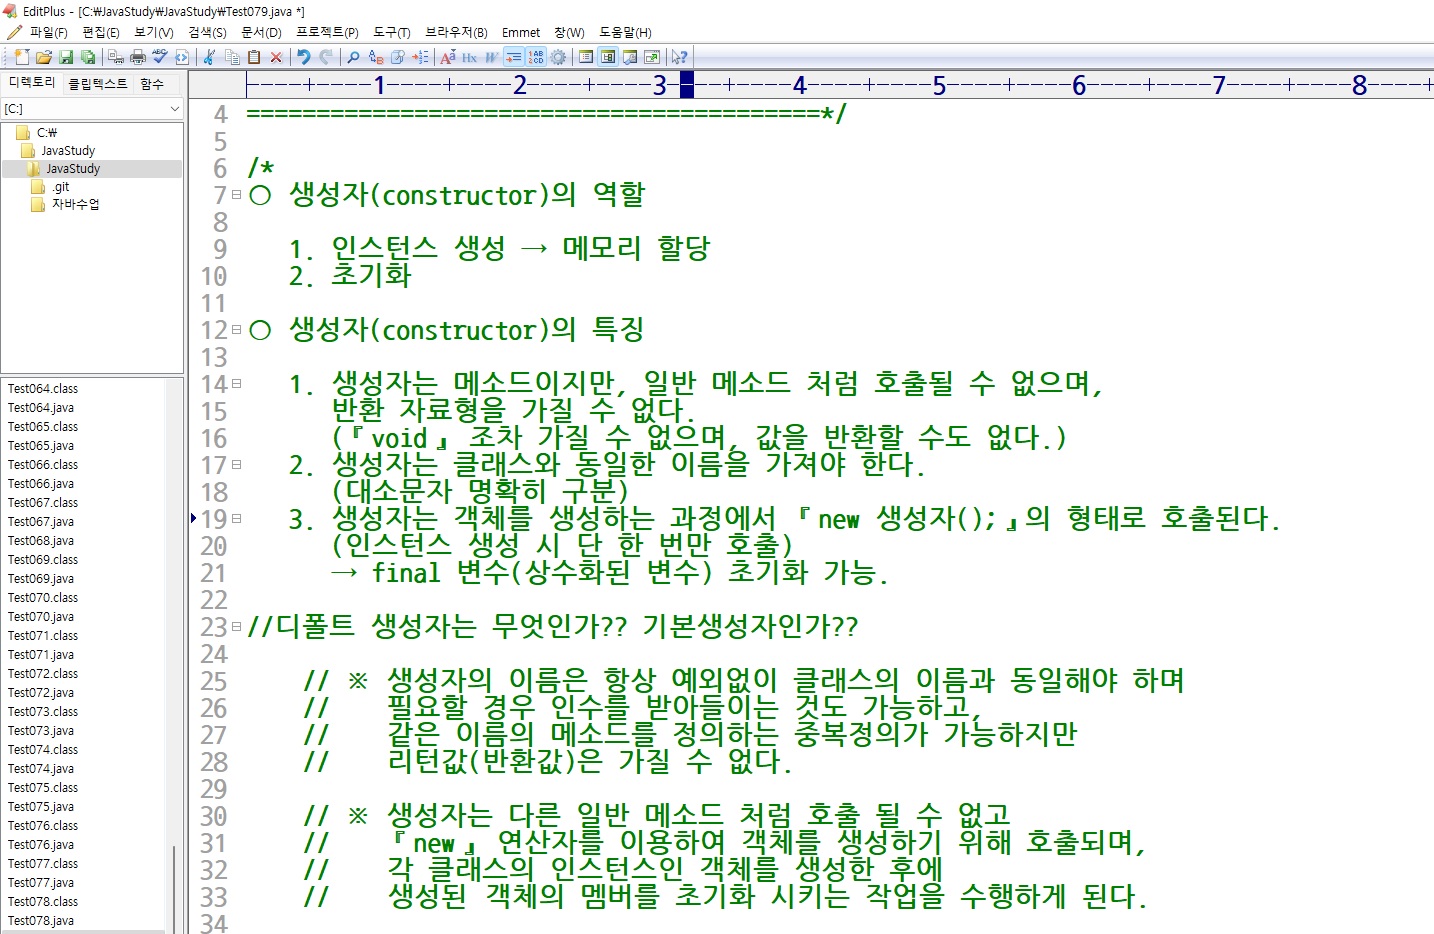 EditPlus - [C:₩JavaStudy₩JavaStudy₩Test079.java *]
파일(F) 편집(E) 보기(V) 검색(S) 문서(D) 프로젝트(P) 도구(T) 브라우저(B) Emmet 창(W) 도움말(H)
디렉토리 클립텍스트 함수
[C:]
C:₩
JavaStudy
JavaStudy
.git
자바수업
Test064.class
Test064.java
Test065.class
Test065.java
Test066.class
Test066.java
Test067.class
Test067.java
Test068.java
Test069.class
Test069.java
Test070.class
Test070.java
Test071.class
Test071.java
Test072.class
Test072.java
Test073.class
Test073.java
Test074.class
Test074.java
Test075.class
Test075.java
Test076.class
Test076.java
Test077.class
Test077.java
Test078.class
Test078.java
----+----1----+----2----+----3----+----4----+----5----+----6----+----7----+----8----+
4 =========================================*/
5
6 /*
7 ○ 생성자(constructor)의 역할
8
9 1. 인스턴스 생성 → 메모리 할당
10 2. 초기화
11
12 ○ 생성자(constructor)의 특징
13
14 1. 생성자는 메소드이지만, 일반 메소드 처럼 호출될 수 없으며,
15 반환 자료형을 가질 수 없다.
16 (『void』 조차 가질 수 없으며, 값을 반환할 수도 없다.)
17 2. 생성자는 클래스와 동일한 이름을 가져야 한다.
18 (대소문자 명확히 구분)
19 3. 생성자는 객체를 생성하는 과정에서 『new 생성자();』의 형태로 호출된다.
20 (인스턴스 생성 시 단 한 번만 호출)
21 → final 변수(상수화된 변수) 초기화 가능.
22
23 //디폴트 생성자는 무엇인가?? 기본생성자인가??
24
25 // ※ 생성자의 이름은 항상 예외없이 클래스의 이름과 동일해야 하며
26 // 필요할 경우 인수를 받아들이는 것도 가능하고,
27 // 같은 이름의 메소드를 정의하는 중복정의가 가능하지만
28 // 리턴값(반환값)은 가질 수 없다.
29
30 // ※ 생성자는 다른 일반 메소드 처럼 호출 될 수 없고
31 // 『new』 연산자를 이용하여 객체를 생성하기 위해 호출되며,
32 // 각 클래스의 인스턴스인 객체를 생성한 후에
33 // 생성된 객체의 멤버를 초기화 시키는 작업을 수행하게 된다.
34